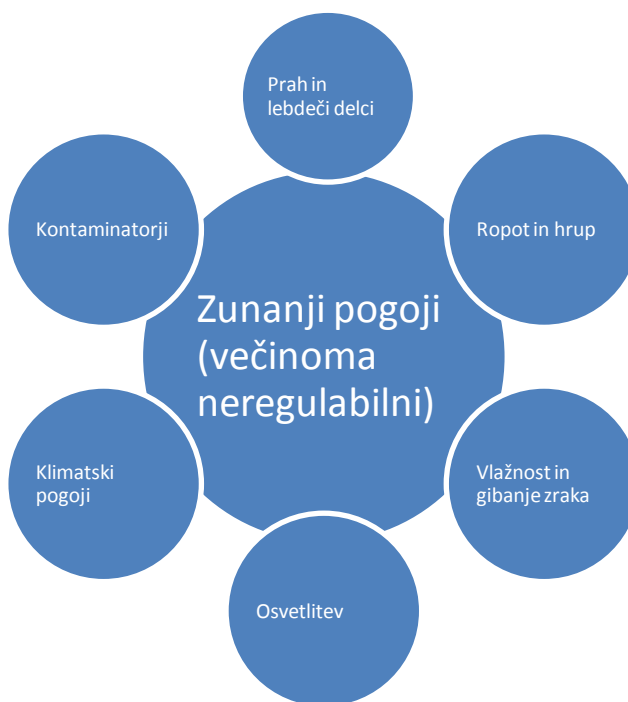 Prah in
lebdeči delci
Kontaminatorji
Ropot in hrup
Zunanji pogoji
(večinoma
neregulabilni)
Klimatski
pogoji
Vlažnost in
gibanje zraka
Osvetlitev